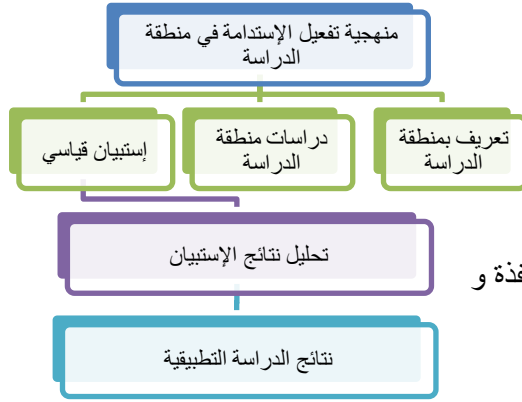 منهجية تفعيل الإستدامة في منطقة
الدراسة
تعريف بمنطقة
الدراسة
دراسات منطقة
الدراسة
إستبيان قياسي
تحليل نتائج الإستبيان
و
نتائج الدراسة التطبيقية